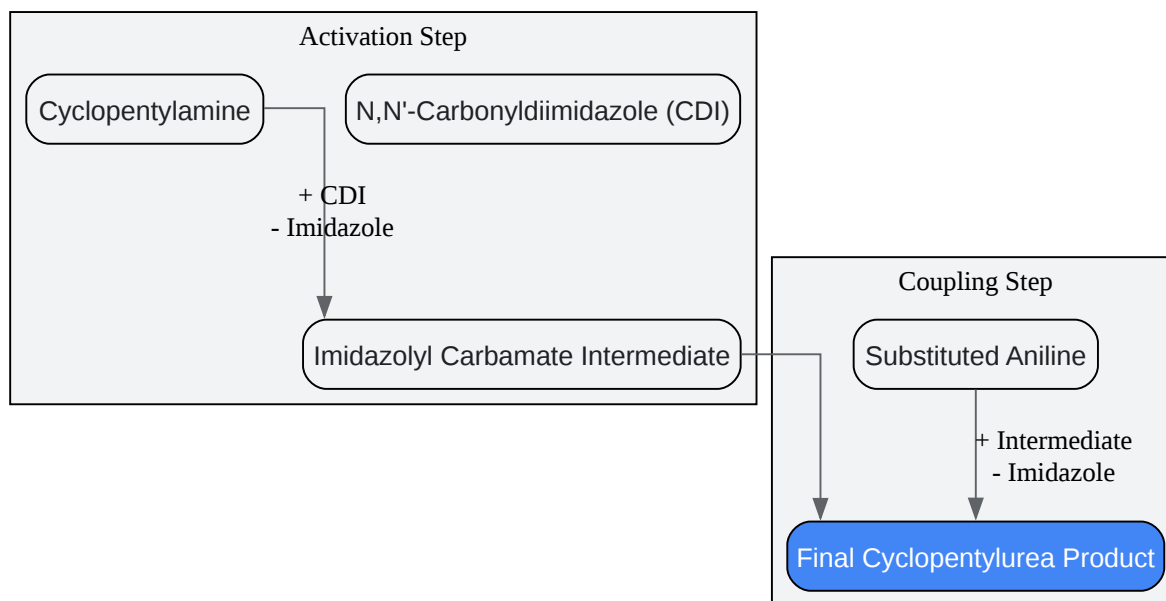 Activation Step
Cyclopentylamine
N,N'-Carbonyldiimidazole (CDI)
+ CDI
- Imidazole
Imidazolyl Carbamate Intermediate
Coupling Step
Substituted Aniline
+ Intermediate
- Imidazole
Final Cyclopentylurea Product